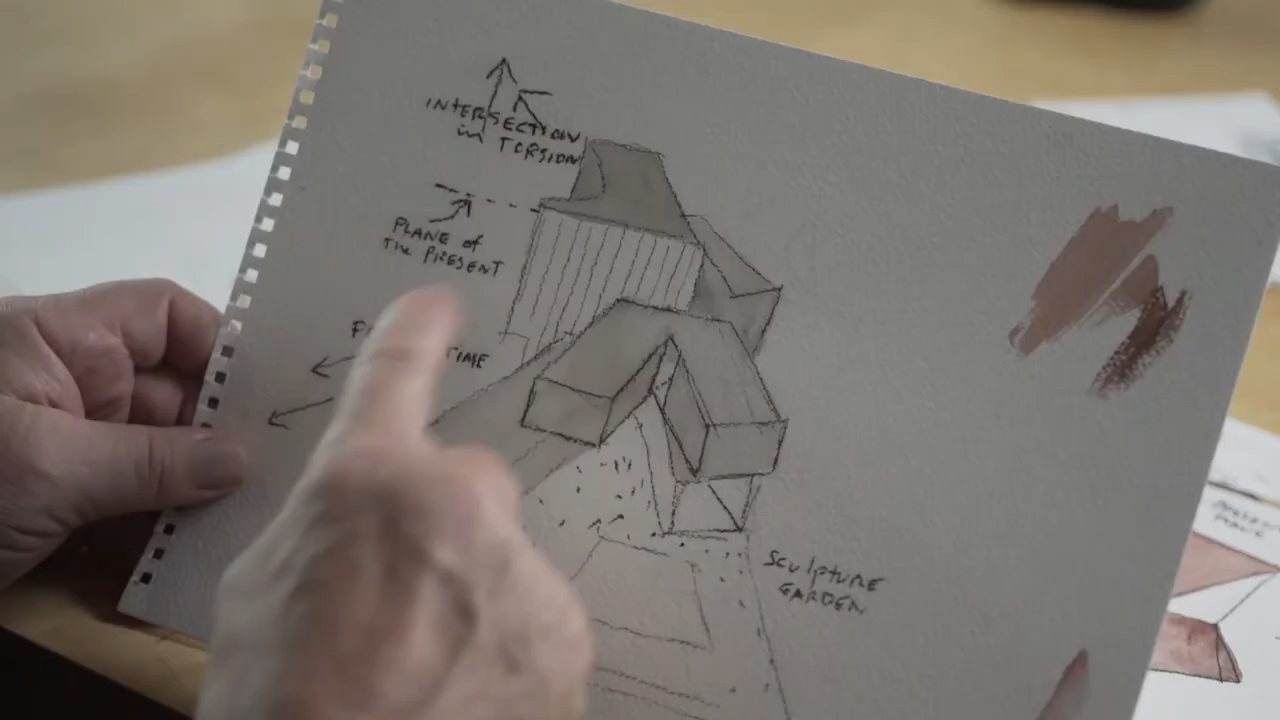 INTERSECTION
in TORSION
PLANE of
THE PRESENT
TIME
SCULPTURE
GARDEN